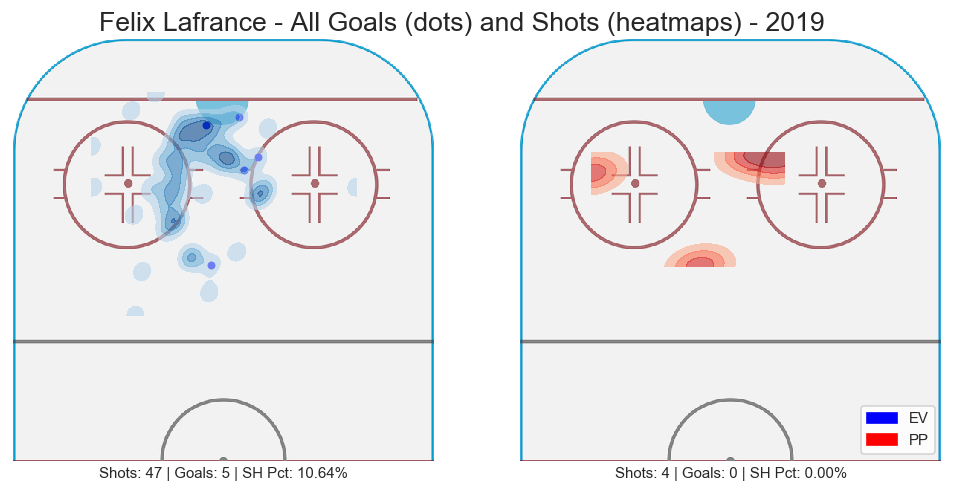 Felix Lafrance - All Goals (dots) and Shots (heatmaps) - 2019
EV
PP
Shots: 47 | Goals: 5 | SH Pct: 10.64%
Shots: 4 | Goals: 0 | SH Pct: 0.00%